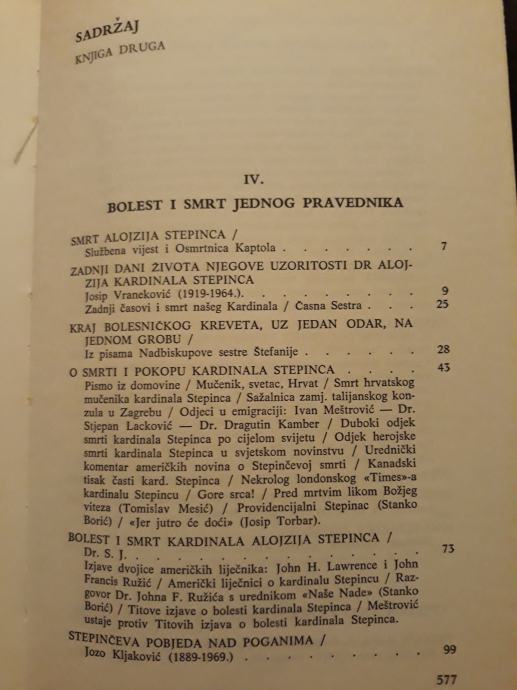 SADRŽAJ
KNJIGA DRUGA
IV.
BOLEST I SMRT JEDNOG PRAVEDNIKA
SMRT ALOJZIJA STEPINCA /
Službena vijest i Osmrtnica Kaptola . . . . . . . 7
ZADNJI DANI ŽIVOTA NJEGOVE UZORITOSTI DR ALOJ-
ZIJA KARDINALA STEPINCA
Josip Vraneković (1919-1964.). . . . . . . . . 9
Zadnji časovi i smrt našeg Kardinala / Časna Sestra . 25
KRAJ BOLESNIČKOG KREVETA, UZ JEDAN ODAR, NA
JEDNOM GROBU /
Iz pisama Nadbiskupove sestre Štefanije . . . . . 28
O SMRTI I POKOPU KARDINALA STEPINCA . . . . 43
Pismo iz domovine / Mučenik, svetac, Hrvat / Smrt hrvatskog
mučenika kardinala Stepinca / Sažalnica zamj. talijanskog kon-
zula u Zagrebu / Odjeci u emigraciji: Ivan Meštrović — Dr.
Stjepan Lacković — Dr. Dragutin Kamber / Duboki odjek
smrti kardinala Stepinca po cijelom svijetu / Odjek herojske
smrti kardinala Stepinca u svjetskom novinstvu / Urednički
komentar američkih novina o Stepinčevoj smrti / Kanadski
tisak časti kard. Stepinca / Nekrolog londonskog «Times»-a
kardinalu Stepincu / Gore srca! / Pred mrtvim likom Božjeg
viteza (Tomislav Mesić) / Providencijalni Stepinac (Stanko
Borić) / «Jer jutro će doći» (Josip Torbar).
BOLEST I SMRT KARDINALA ALOJZIJA STEPINCA /
Dr. S. J. . . . . . . . . . . . . . . . 73
Izjave dvojice američkih liječnika: John H. Lawrence i John
Francis Ružić / Američki liječnici o kardinalu Stepincu / Raz-
govor Dr. Johna F. Ružića s urednikom «Naše Nade» (Stanko
Borić) / Titove izjave o bolesti kardinala Stepinca / Meštrović
ustaje protiv Titovih izjava o bolesti kardinala Stepinca.
STEPINČEVA POBJEDA NAD POGANIMA /
Jozo Kljaković (1889-1969.) . . . . . . . . . 99
577